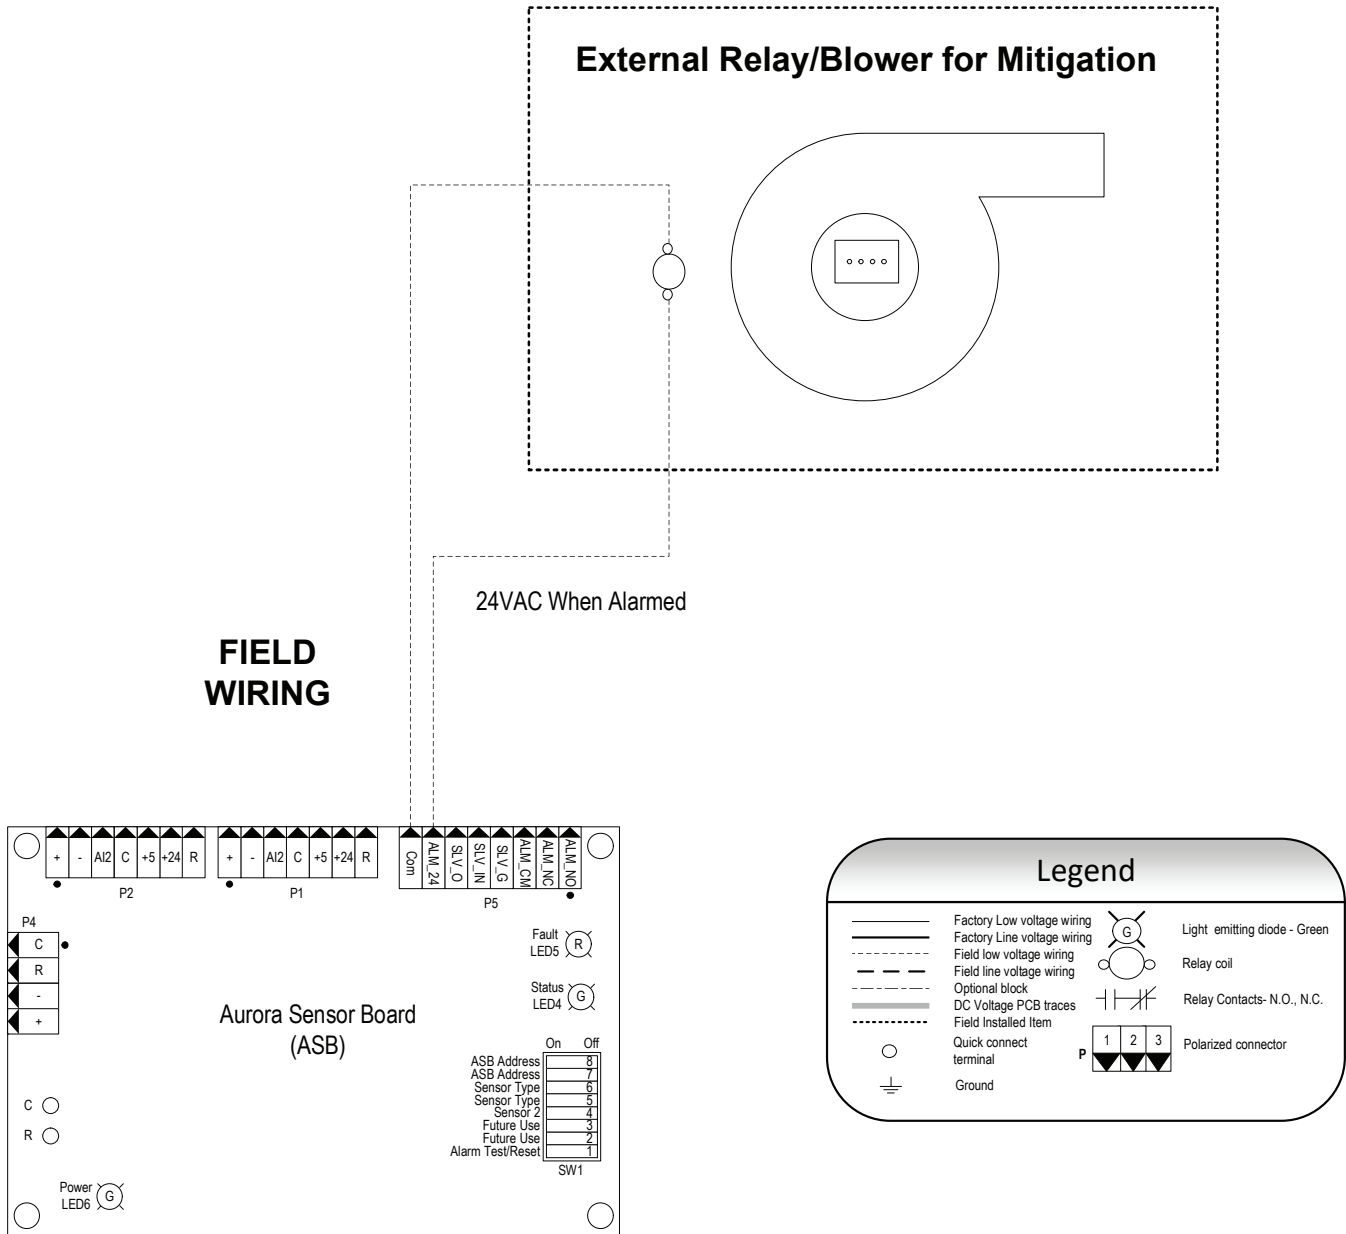 External Relay/Blower for Mitigation
24VAC When Alarmed
FIELD
WIRING
+ - AI2 C +5 +24 R
P2
+ - AI2 C +5 +24 R
P1
Com ALM_24 SLV_O SLV_IN SLV_G ALM_CM ALM_NC ALM_NO
P5
P4
C
R
-
+
Fault
LED5 R
Status
LED4 G
Aurora Sensor Board
(ASB)
On Off
ASB Address 8
ASB Address 7
Sensor Type 6
Sensor Type 5
Sensor 2 4
Future Use 3
Future Use 2
Alarm Test/Reset 1
SW1
C
R
Power
LED6 G
Legend
Factory Low voltage wiring
Factory Line voltage wiring
Field low voltage wiring
Field line voltage wiring
Optional block
DC Voltage PCB traces
Field Installed Item
Quick connect
terminal
Ground
G Light emitting diode - Green
Relay coil
Relay Contacts- N.O., N.C.
P 1 2 3 Polarized connector